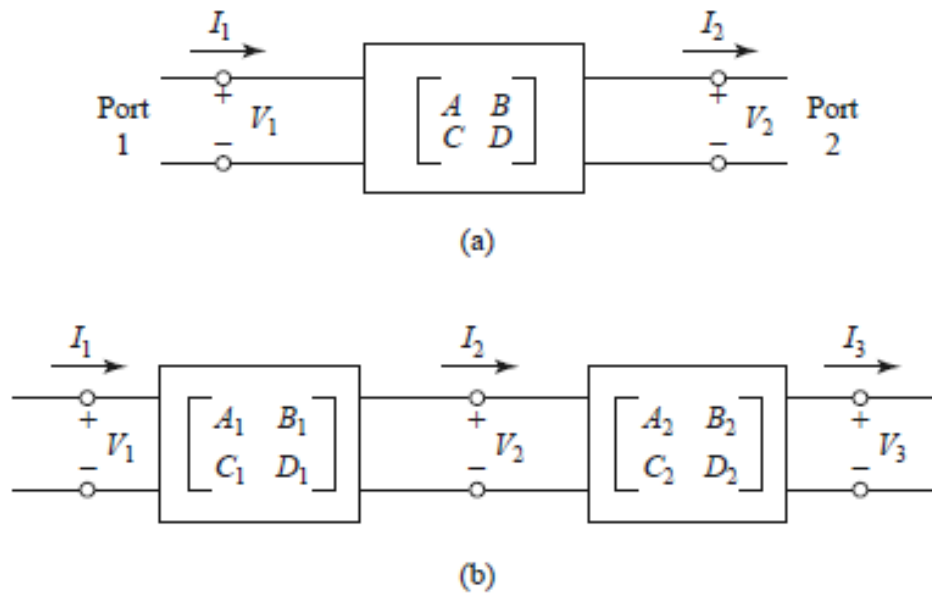 I1 I2
Port 1 + V1 − A B + V2 − Port 2
C D
(a)
I1 I2 I3
+ V1 − A1 B1 + V2 − A2 B2 + V3 −
C1 D1 C2 D2
(b)